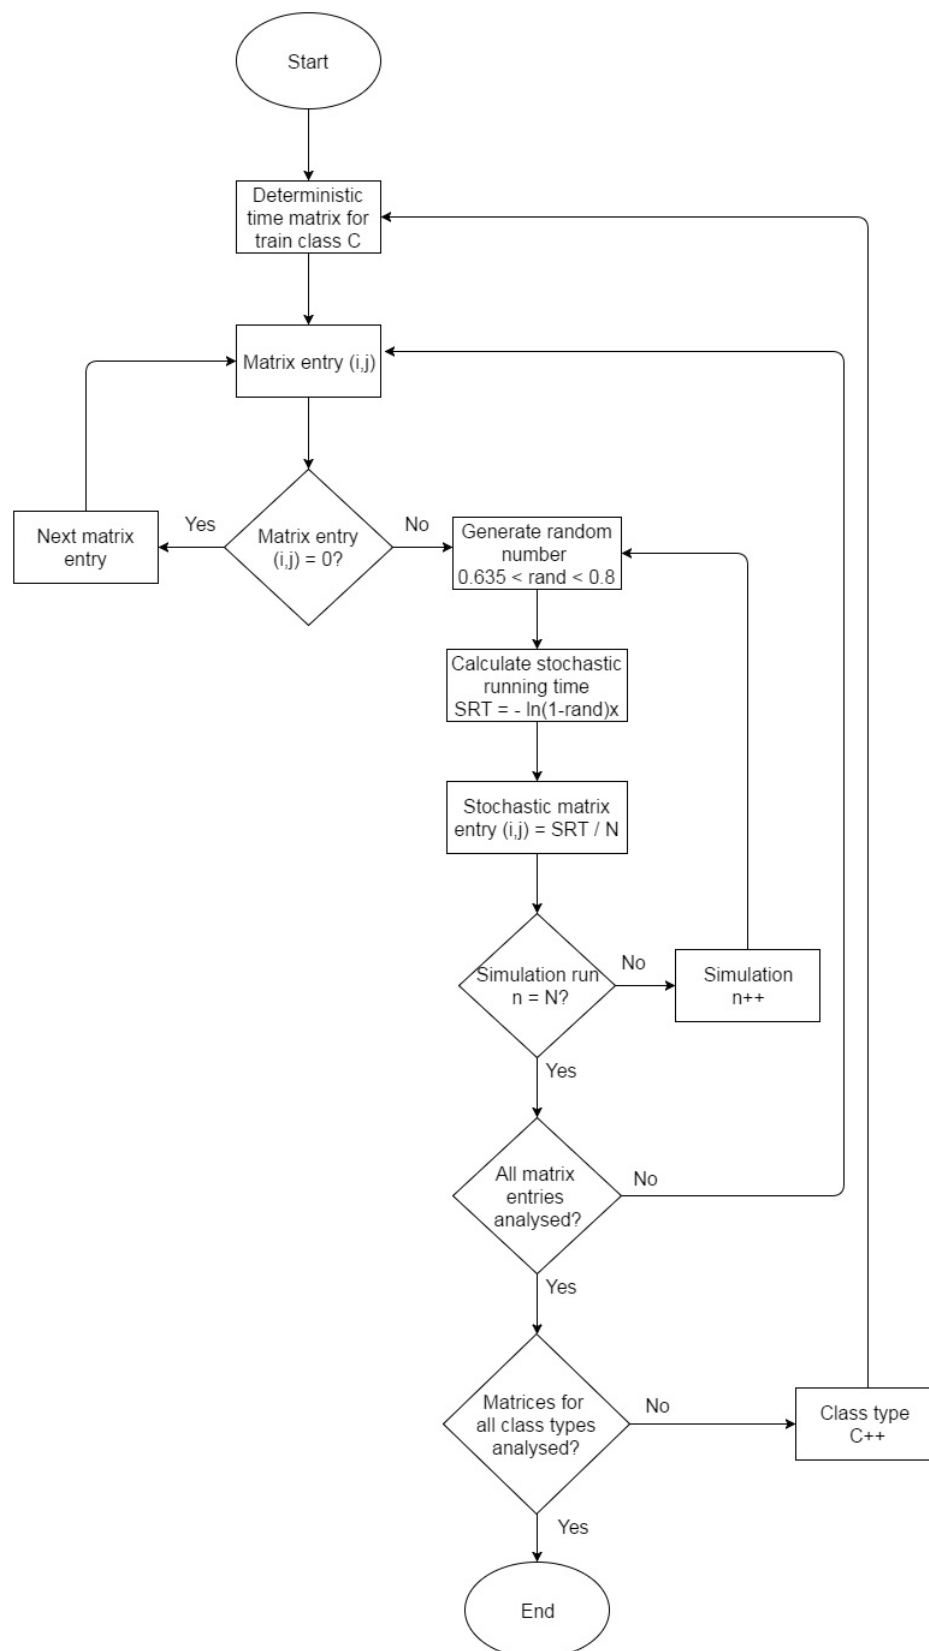 Start
Deterministic
time matrix for
train class C
Matrix entry (i,j)
Next matrix
entry
Yes
Matrix entry
(i,j) = 0?
No
Generate random
number
0.635 < rand < 0.8
Calculate stochastic
running time
SRT = - ln(1-rand)x
Stochastic matrix
entry (i,j) = SRT / N
Simulation run
n = N?
No
Simulation
n++
Yes
All matrix
entries
analysed?
No
Yes
Matrices for
all class types
analysed?
No
Class type
C++
Yes
End